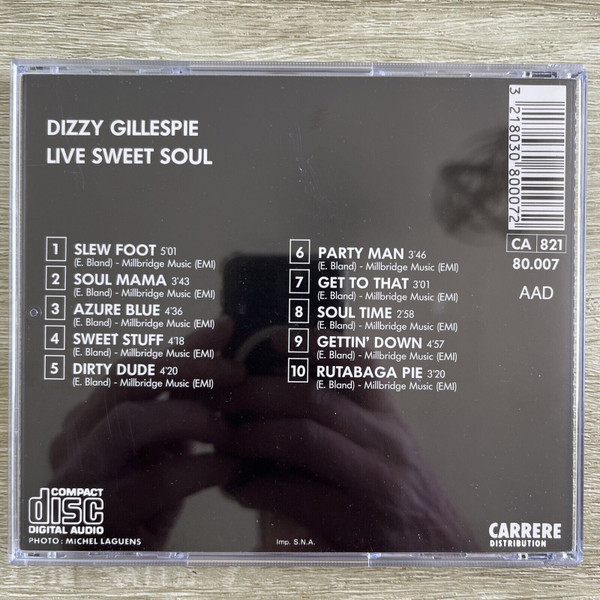 DIZZY GILLESPIE
LIVE SWEET SOUL
3 218030 800072
CA 821
80.007
AAD
1 SLEW FOOT 5'01
(E. Bland) - Millbridge Music (EMI)
2 SOUL MAMA 3'43
(E. Bland) - Millbridge Music (EMI)
3 AZURE BLUE 4'36
(E. Bland) - Millbridge Music (EMI)
4 SWEET STUFF 4'18
(E. Bland) - Millbridge Music (EMI)
5 DIRTY DUDE 4'20
(E. Bland) - Millbridge Music (EMI)
6 PARTY MAN 3'46
(E. Bland) - Millbridge Music (EMI)
7 GET TO THAT 3'01
(E. Bland) - Millbridge Music (EMI)
8 SOUL TIME 2'58
(E. Bland) - Millbridge Music (EMI)
9 GETTIN' DOWN 4'57
(E. Bland) - Millbridge Music (EMI)
10 RUTABAGA PIE 3'20
(E. Bland) - Millbridge Music (EMI)
COMPACT
disc
DIGITAL AUDIO
PHOTO: MICHEL LAGUENS
Imp. S.N.A.
CARRERE
DISTRIBUTION